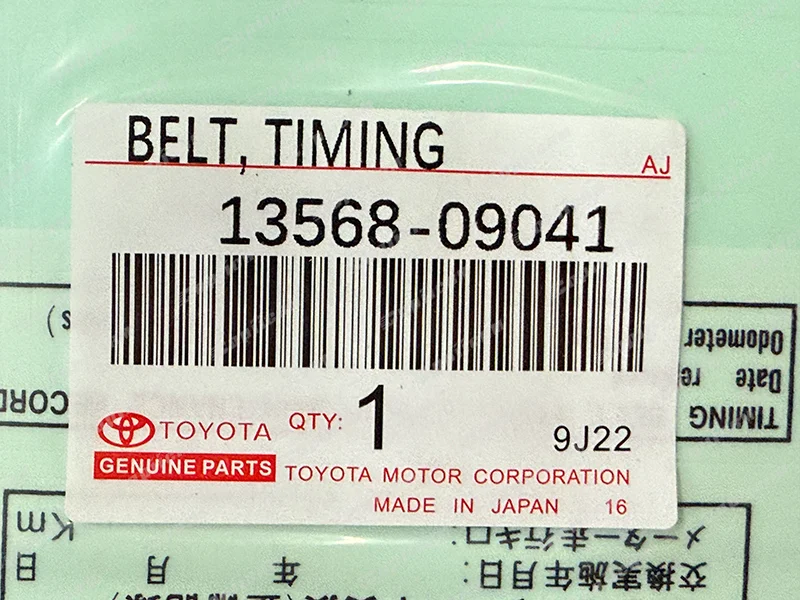 BELT, TIMING
AJ
13568-09041
TOYOTA
QTY: 1
9J22
GENUINE PARTS
TOYOTA MOTOR CORPORATION
MADE IN JAPAN 16
TIMING
Date re
Odometer
s)
CORD
交換実施年月日: 年 月 日
メーター走行キロ: Km